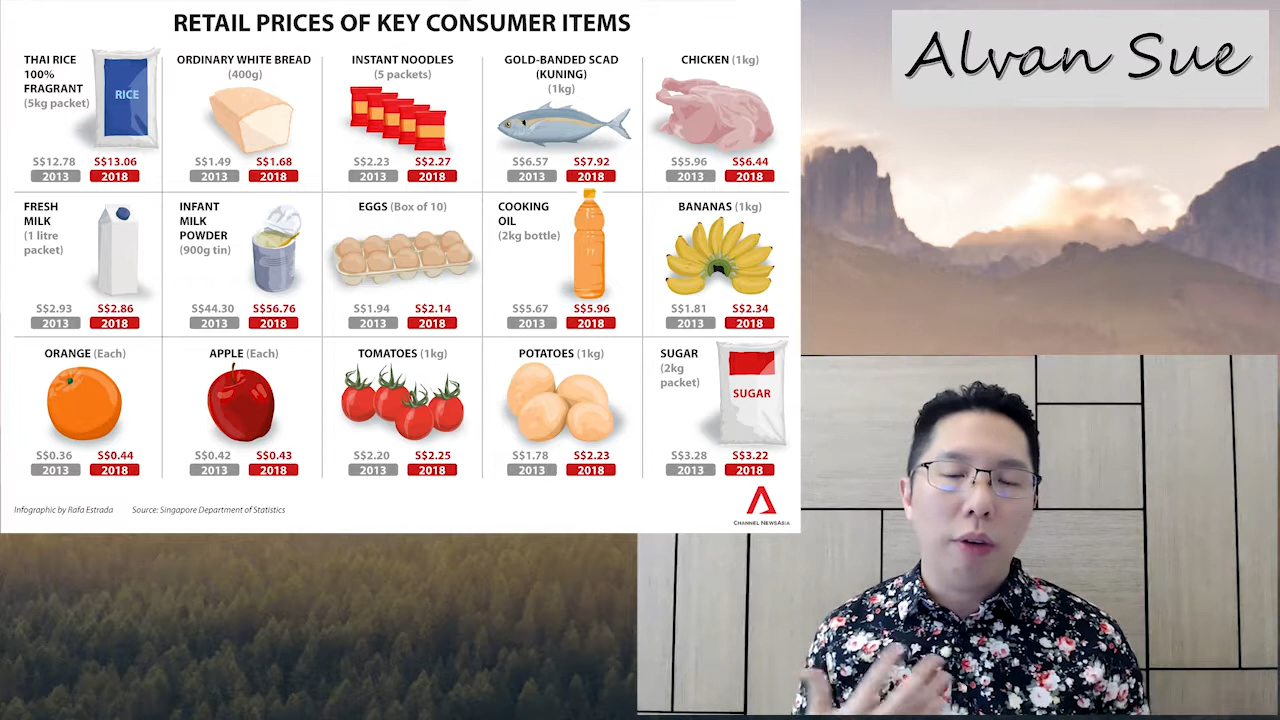 RETAIL PRICES OF KEY CONSUMER ITEMS
Alvan Sue
THAI RICE
100%
FRAGRANT
(5kg packet)
RICE
S$12.78 S$13.06
2013 2018
ORDINARY WHITE BREAD
(400g)
S$1.49 S$1.68
2013 2018
INSTANT NOODLES
(5 packets)
S$2.23 S$2.27
2013 2018
GOLD-BANDED SCAD
(KUNING)
(1kg)
S$6.57 S$7.92
2013 2018
CHICKEN (1kg)
S$5.96 S$6.44
2013 2018
FRESH
MILK
(1 litre
packet)
S$2.93 S$2.86
2013 2018
INFANT
MILK
POWDER
(900g tin)
S$44.30 S$56.76
2013 2018
EGGS (Box of 10)
S$1.94 S$2.14
2013 2018
COOKING
OIL
(2kg bottle)
S$5.67 S$5.96
2013 2018
BANANAS (1kg)
S$1.81 S$2.34
2013 2018
ORANGE (Each)
S$0.36 S$0.44
2013 2018
APPLE (Each)
S$0.42 S$0.43
2013 2018
TOMATOES (1kg)
S$2.20 S$2.25
2013 2018
POTATOES (1kg)
S$1.78 S$2.23
2013 2018
SUGAR
(2kg
packet)
SUGAR
S$3.28 S$3.22
2013 2018
Infographic by Rafa Estrada Source: Singapore Department of Statistics
CHANNEL NEWSASIA